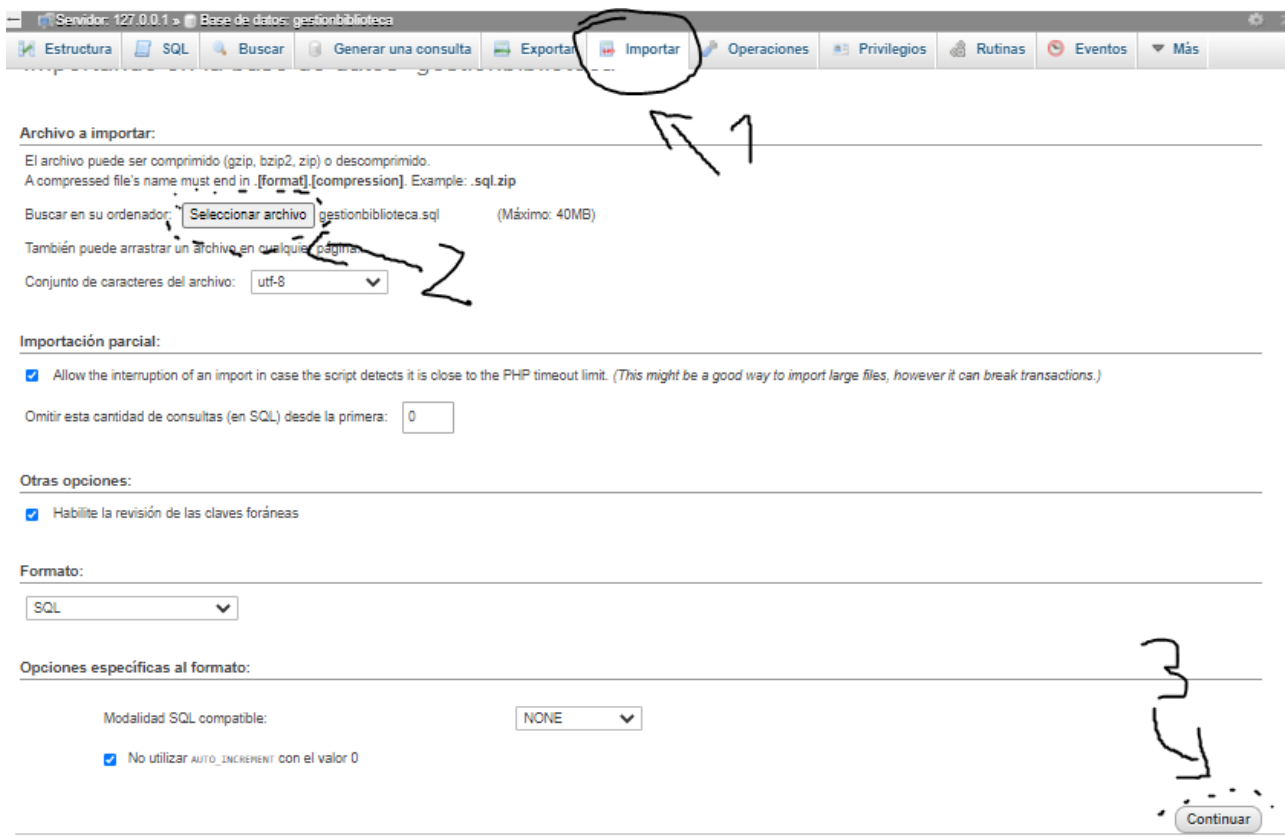 Servidor: 127.0.0.1 » Base de datos: gestionbiblioteca
Estructura SQL Buscar Generar una consulta Exportar Importar Operaciones Privilegios Rutinas Eventos Más
Importando en la base de datos "gestionbiblioteca"
1
Archivo a importar:
El archivo puede ser comprimido (gzip, bzip2, zip) o descomprimido.
A compressed file's name must end in .[format].[compression]. Example: .sql.zip
Buscar en su ordenador: Seleccionar archivo gestionbiblioteca.sql (Máximo: 40MB)
También puede arrastrar un archivo en cualquier página.
2
Conjunto de caracteres del archivo: utf-8
Importación parcial:
Allow the interruption of an import in case the script detects it is close to the PHP timeout limit. (This might be a good way to import large files, however it can break transactions.)
Omitir esta cantidad de consultas (en SQL) desde la primera: 0
Otras opciones:
Habilite la revisión de las claves foráneas
Formato:
SQL
Opciones específicas al formato:
3
Modalidad SQL compatible: NONE
No utilizar AUTO_INCREMENT con el valor 0
Continuar